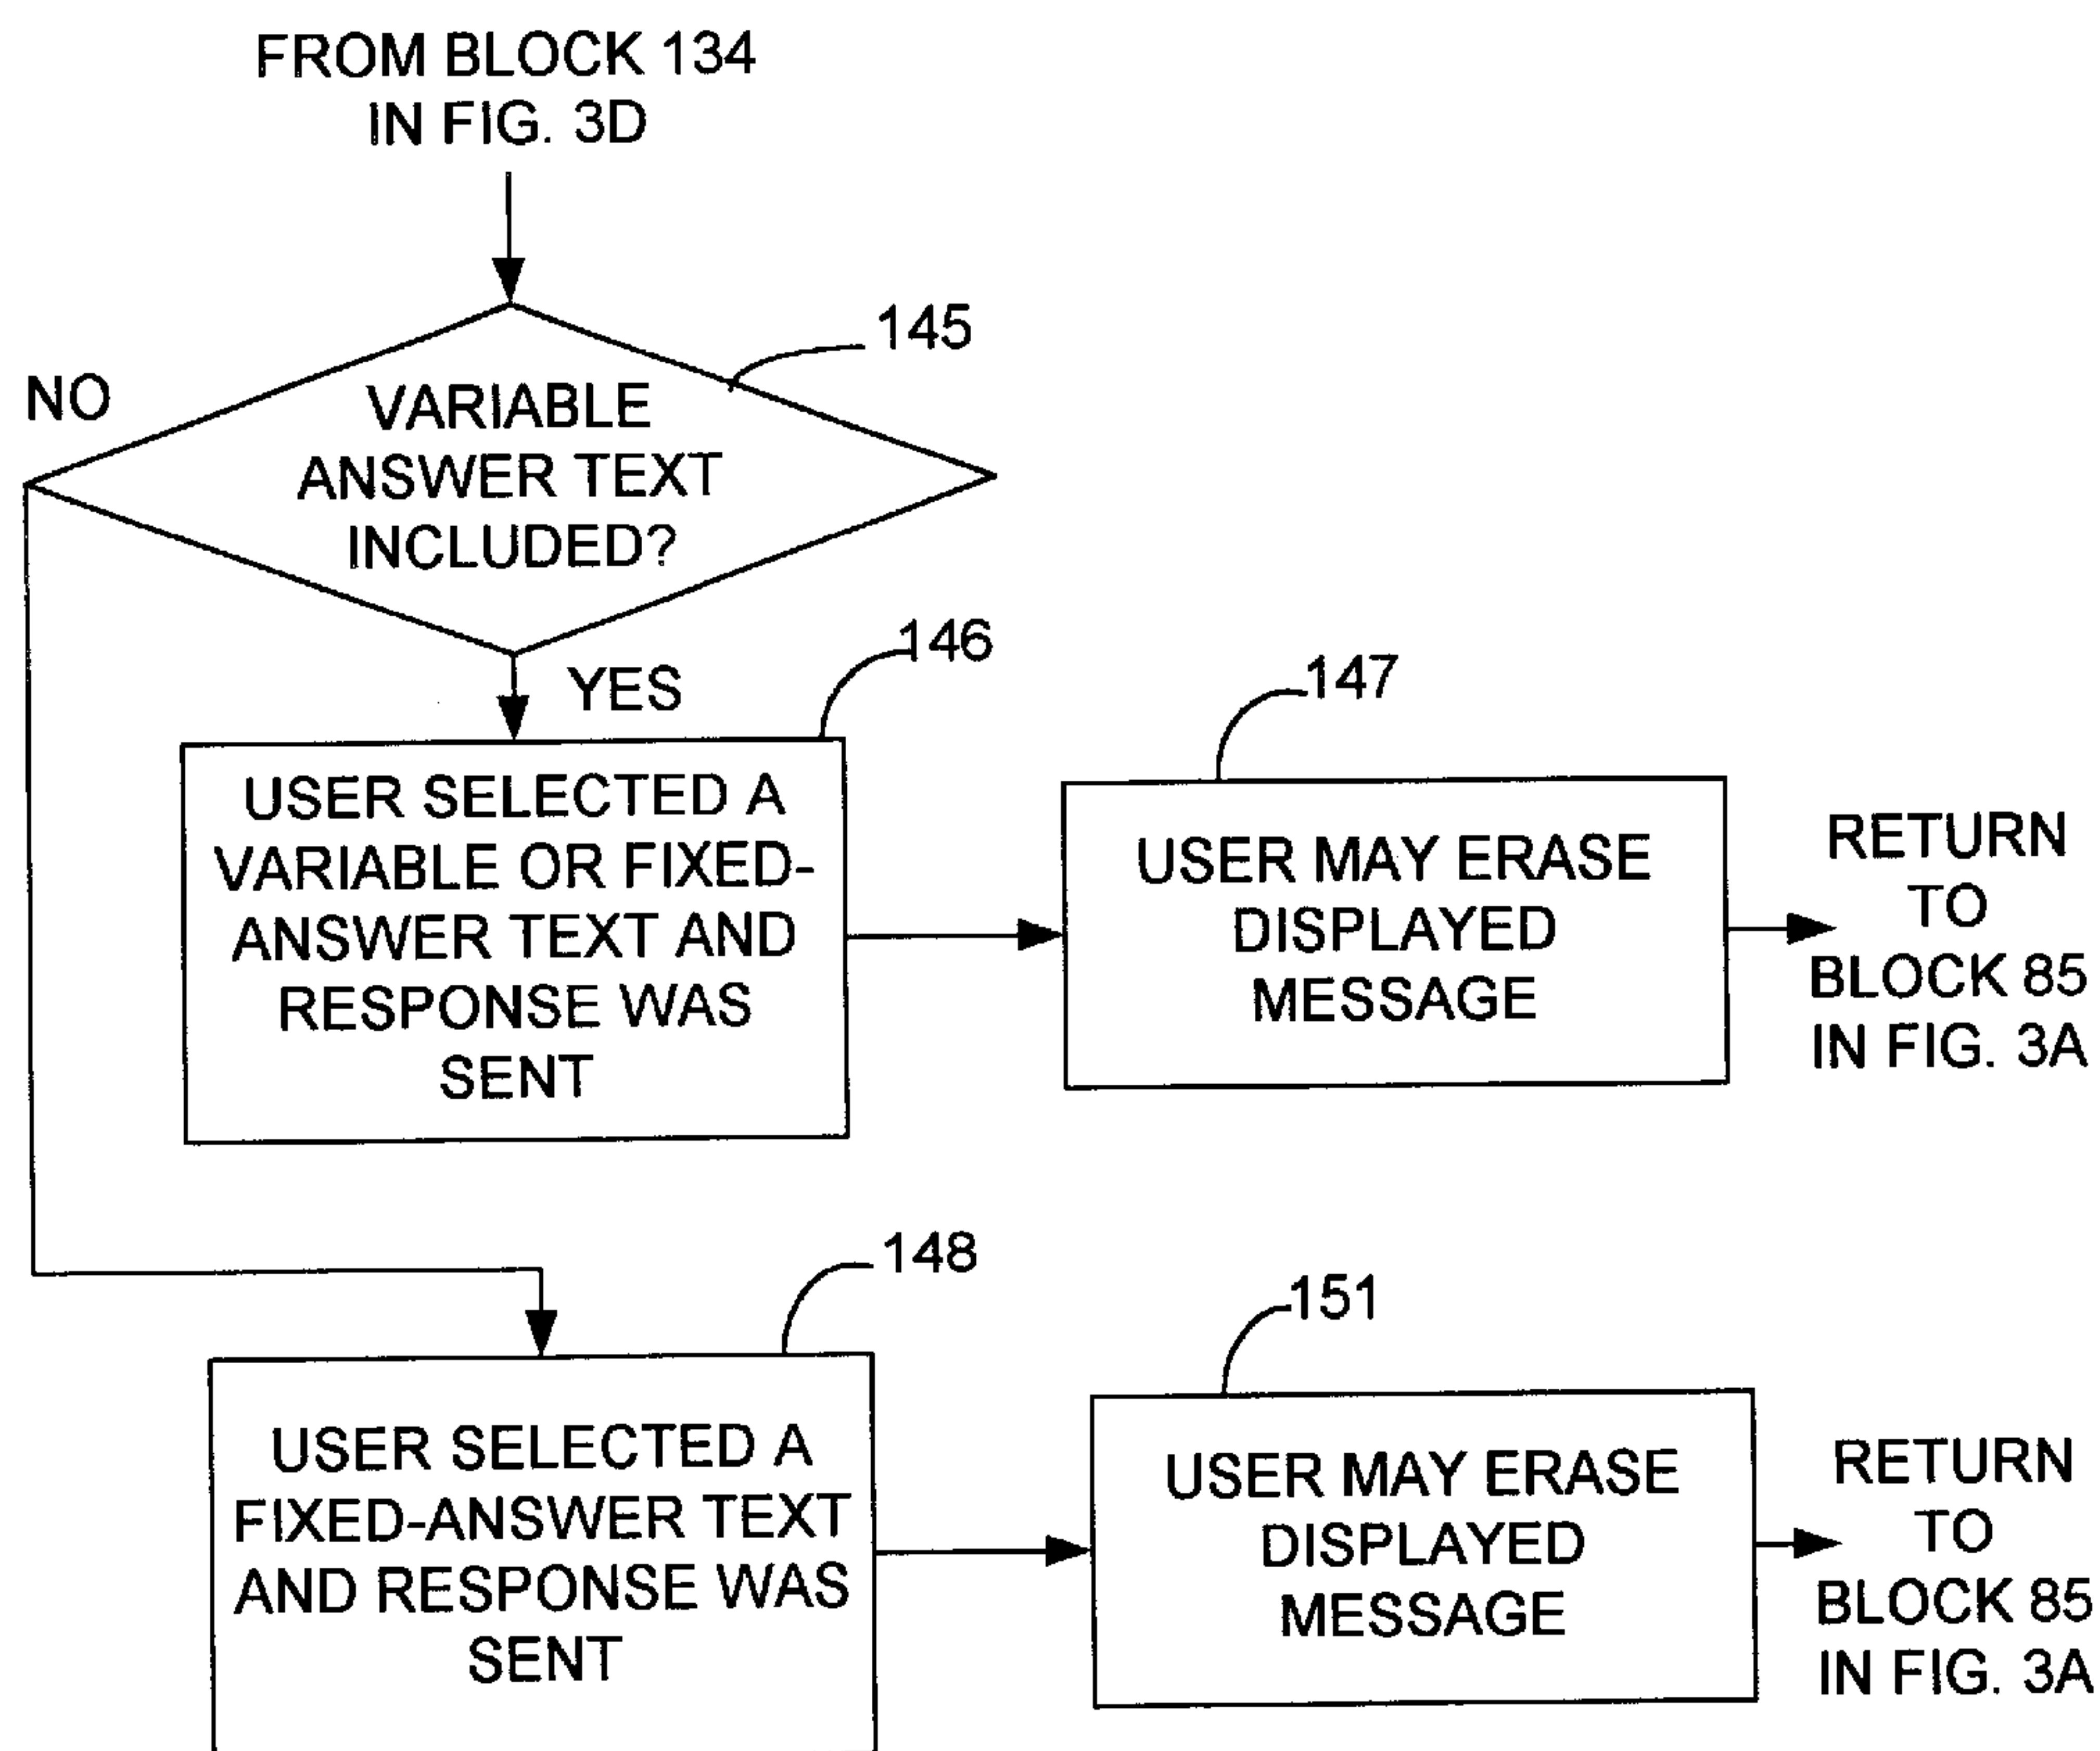 FROM BLOCK 134
IN FIG. 3D
145
NO
VARIABLE
ANSWER TEXT
INCLUDED?
YES
146
USER SELECTED A
VARIABLE OR FIXED-
ANSWER TEXT AND
RESPONSE WAS
SENT
147
USER MAY ERASE
DISPLAYED
MESSAGE
RETURN
TO
BLOCK 85
IN FIG. 3A
148
USER SELECTED A
FIXED-ANSWER TEXT
AND RESPONSE WAS
SENT
151
USER MAY ERASE
DISPLAYED
MESSAGE
RETURN
TO
BLOCK 85
IN FIG. 3A